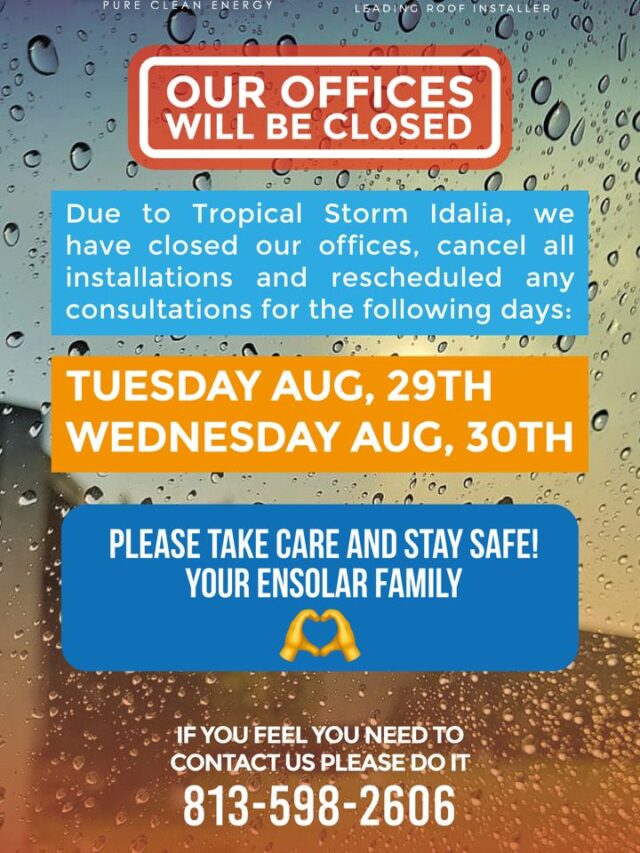 PURE CLEAN ENERGY
LEADING ROOF INSTALLER
OUR OFFICES
WILL BE CLOSED
Due to Tropical Storm Idalia, we
have closed our offices, cancel all
installations and rescheduled any
consultations for the following days:
TUESDAY AUG, 29TH
WEDNESDAY AUG, 30TH
PLEASE TAKE CARE AND STAY SAFE!
YOUR ENSOLAR FAMILY
IF YOU FEEL YOU NEED TO
CONTACT US PLEASE DO IT
813-598-2606